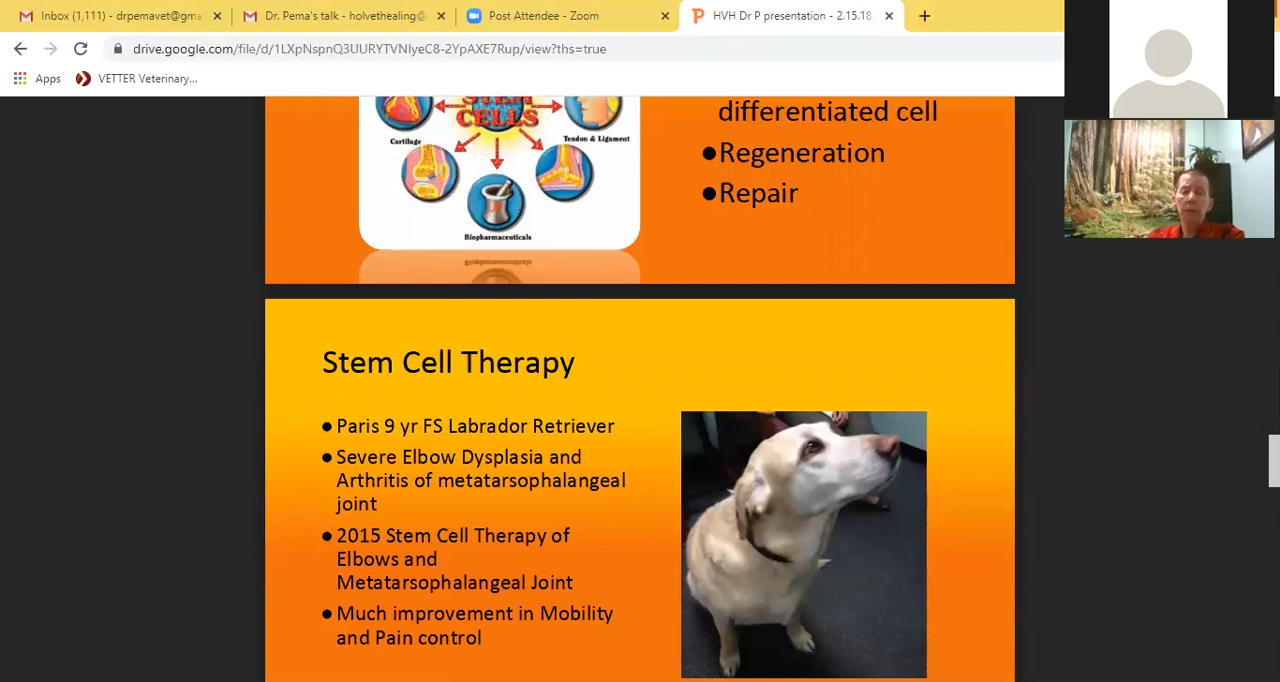 Inbox (1,111) - drpemavet@gma
Dr. Pema's talk - holvethealing@
Post Attendee - Zoom
HVH Dr P presentation - 2.15.18.
drive.google.com/file/d/1LXpNspnQ3UURYTVNIyeC8-2YpAXE7Rup/view?ths=true
Apps
VETTER Veterinary...
STEM
CELLS
Cartilage
Tendon & Ligament
Biopharmaceuticals
differentiated cell
●Regeneration
●Repair
Stem Cell Therapy
● Paris 9 yr FS Labrador Retriever
● Severe Elbow Dysplasia and
Arthritis of metatarsophalangeal
joint
● 2015 Stem Cell Therapy of
Elbows and
Metatarsophalangeal Joint
● Much improvement in Mobility
and Pain control